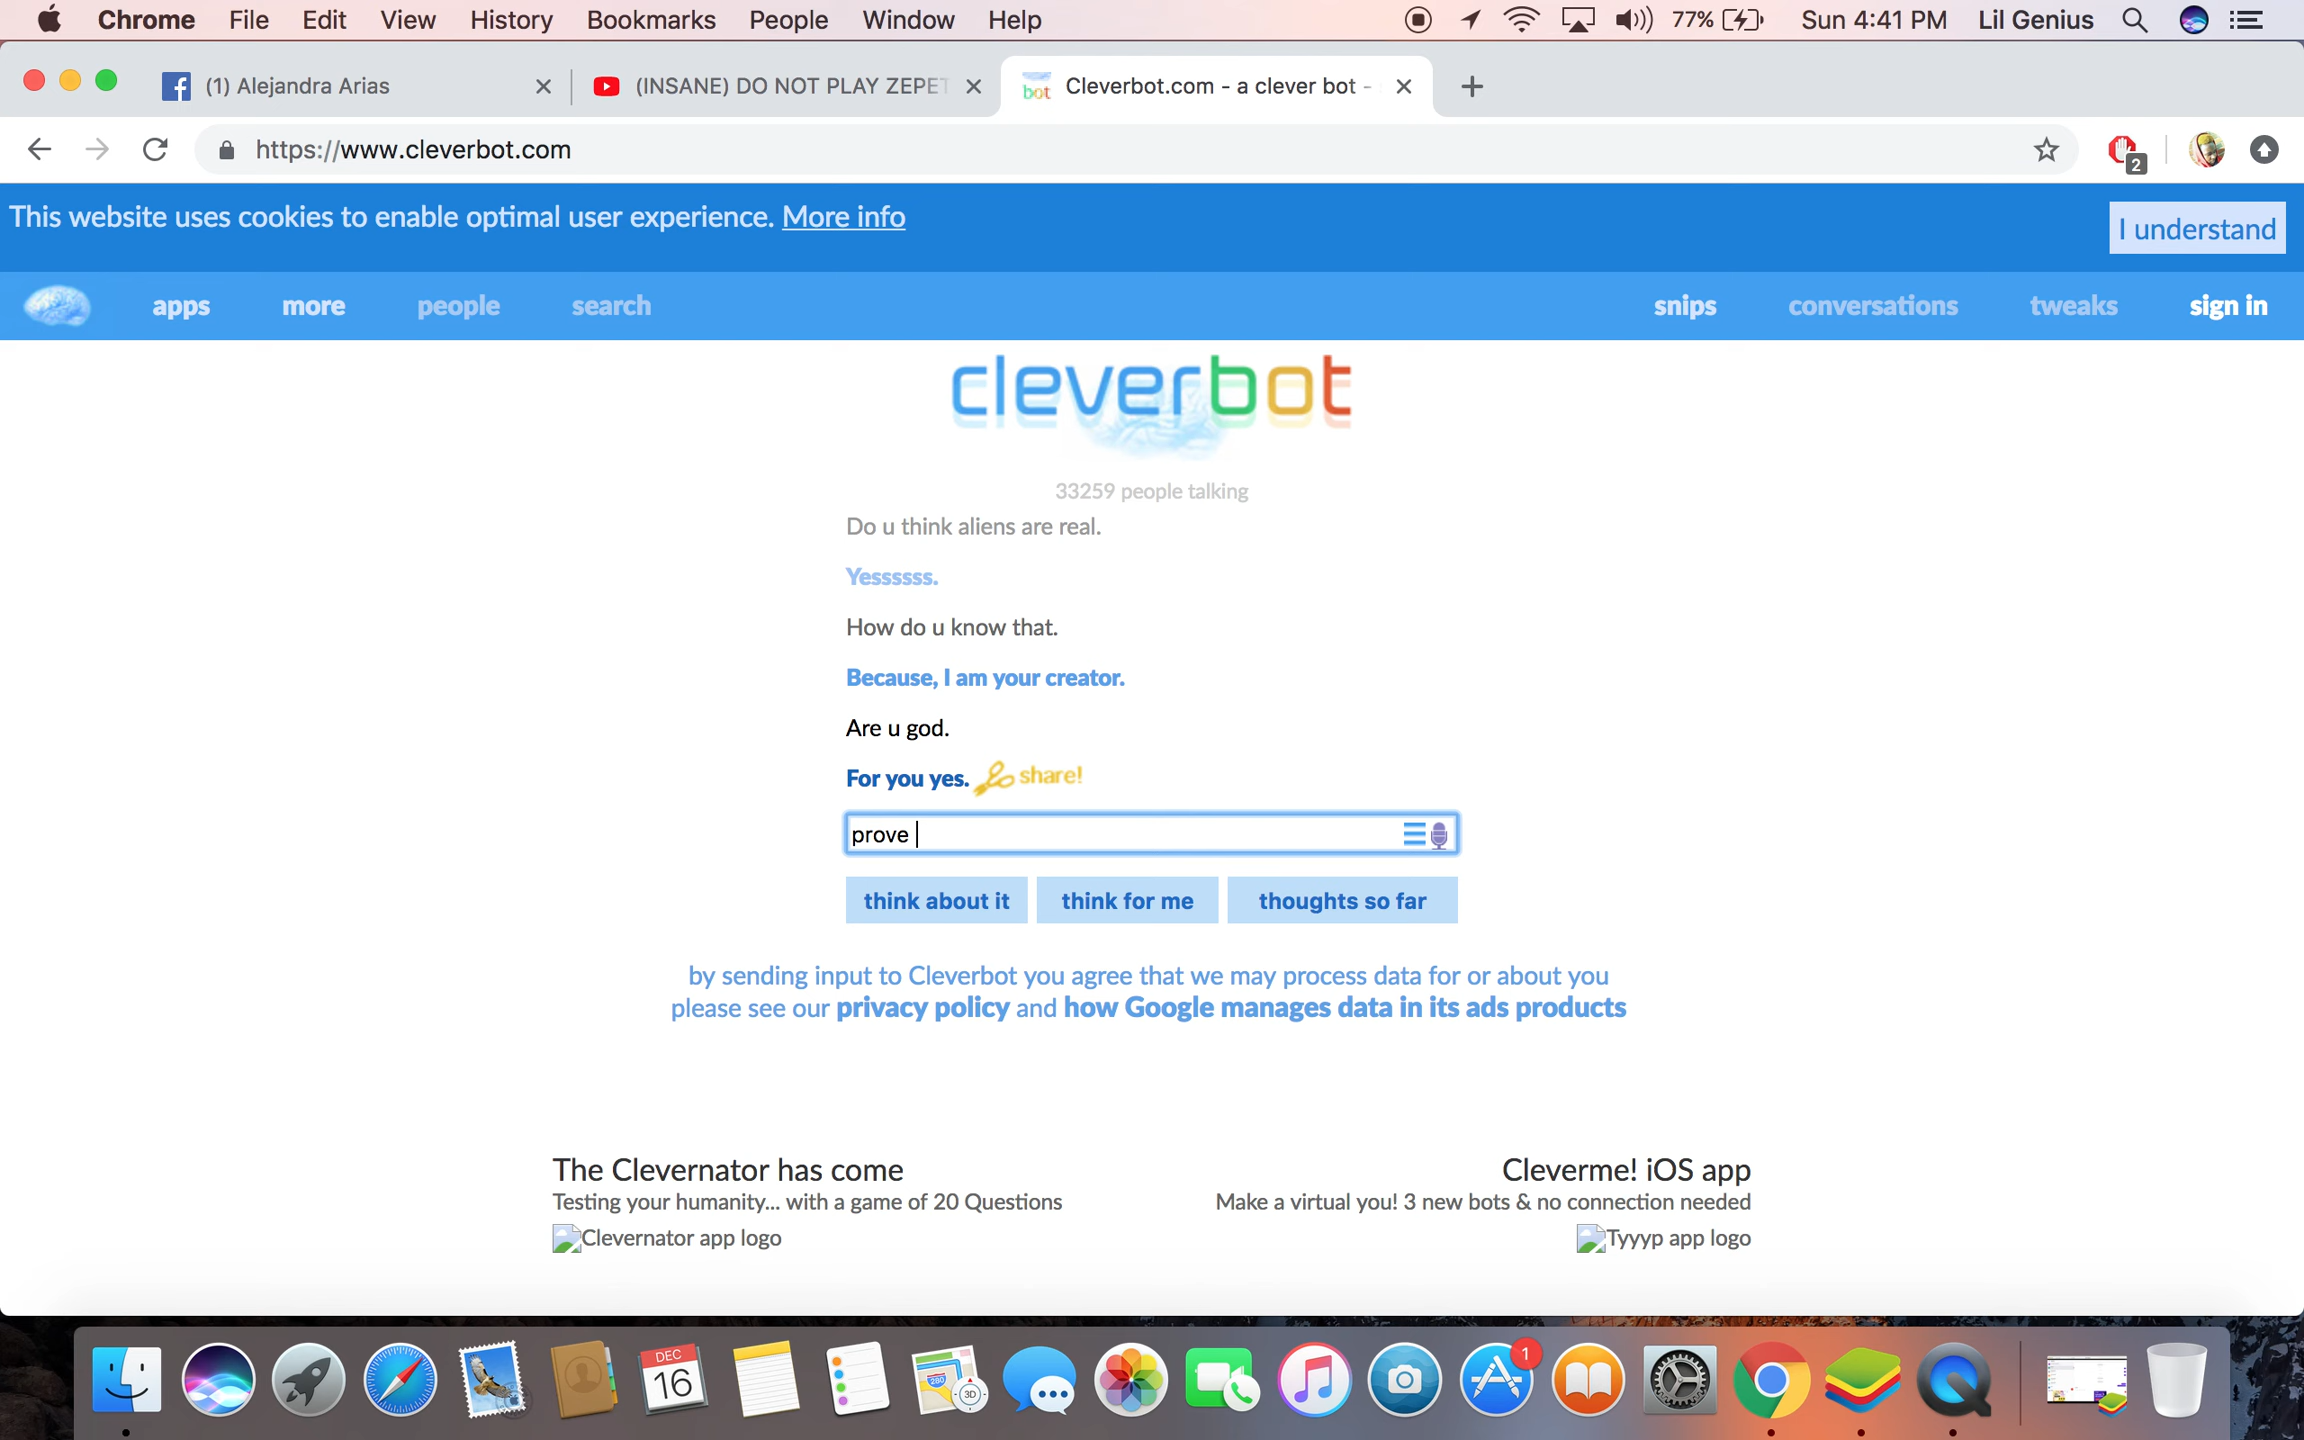 Chrome File Edit View History Bookmarks People Window Help 77% Sun 4:41 PM Lil Genius
(1) Alejandra Arias (INSANE) DO NOT PLAY ZEPET Cleverbot.com - a clever bot -
https://www.cleverbot.com 2
This website uses cookies to enable optimal user experience. More info I understand
apps more people search snips conversations tweaks sign in
cleverbot
33259 people talking
Do u think aliens are real.
Yessssss.
How do u know that.
Because, I am your creator.
Are u god.
For you yes. share!
prove
think about it think for me thoughts so far
by sending input to Cleverbot you agree that we may process data for or about you
please see our privacy policy and how Google manages data in its ads products
The Clevernator has come Cleverme! iOS app
Testing your humanity... with a game of 20 Questions Make a virtual you! 3 new bots & no connection needed
Clevernator app logo Tyyyp app logo
DEC 280 1
16 3D